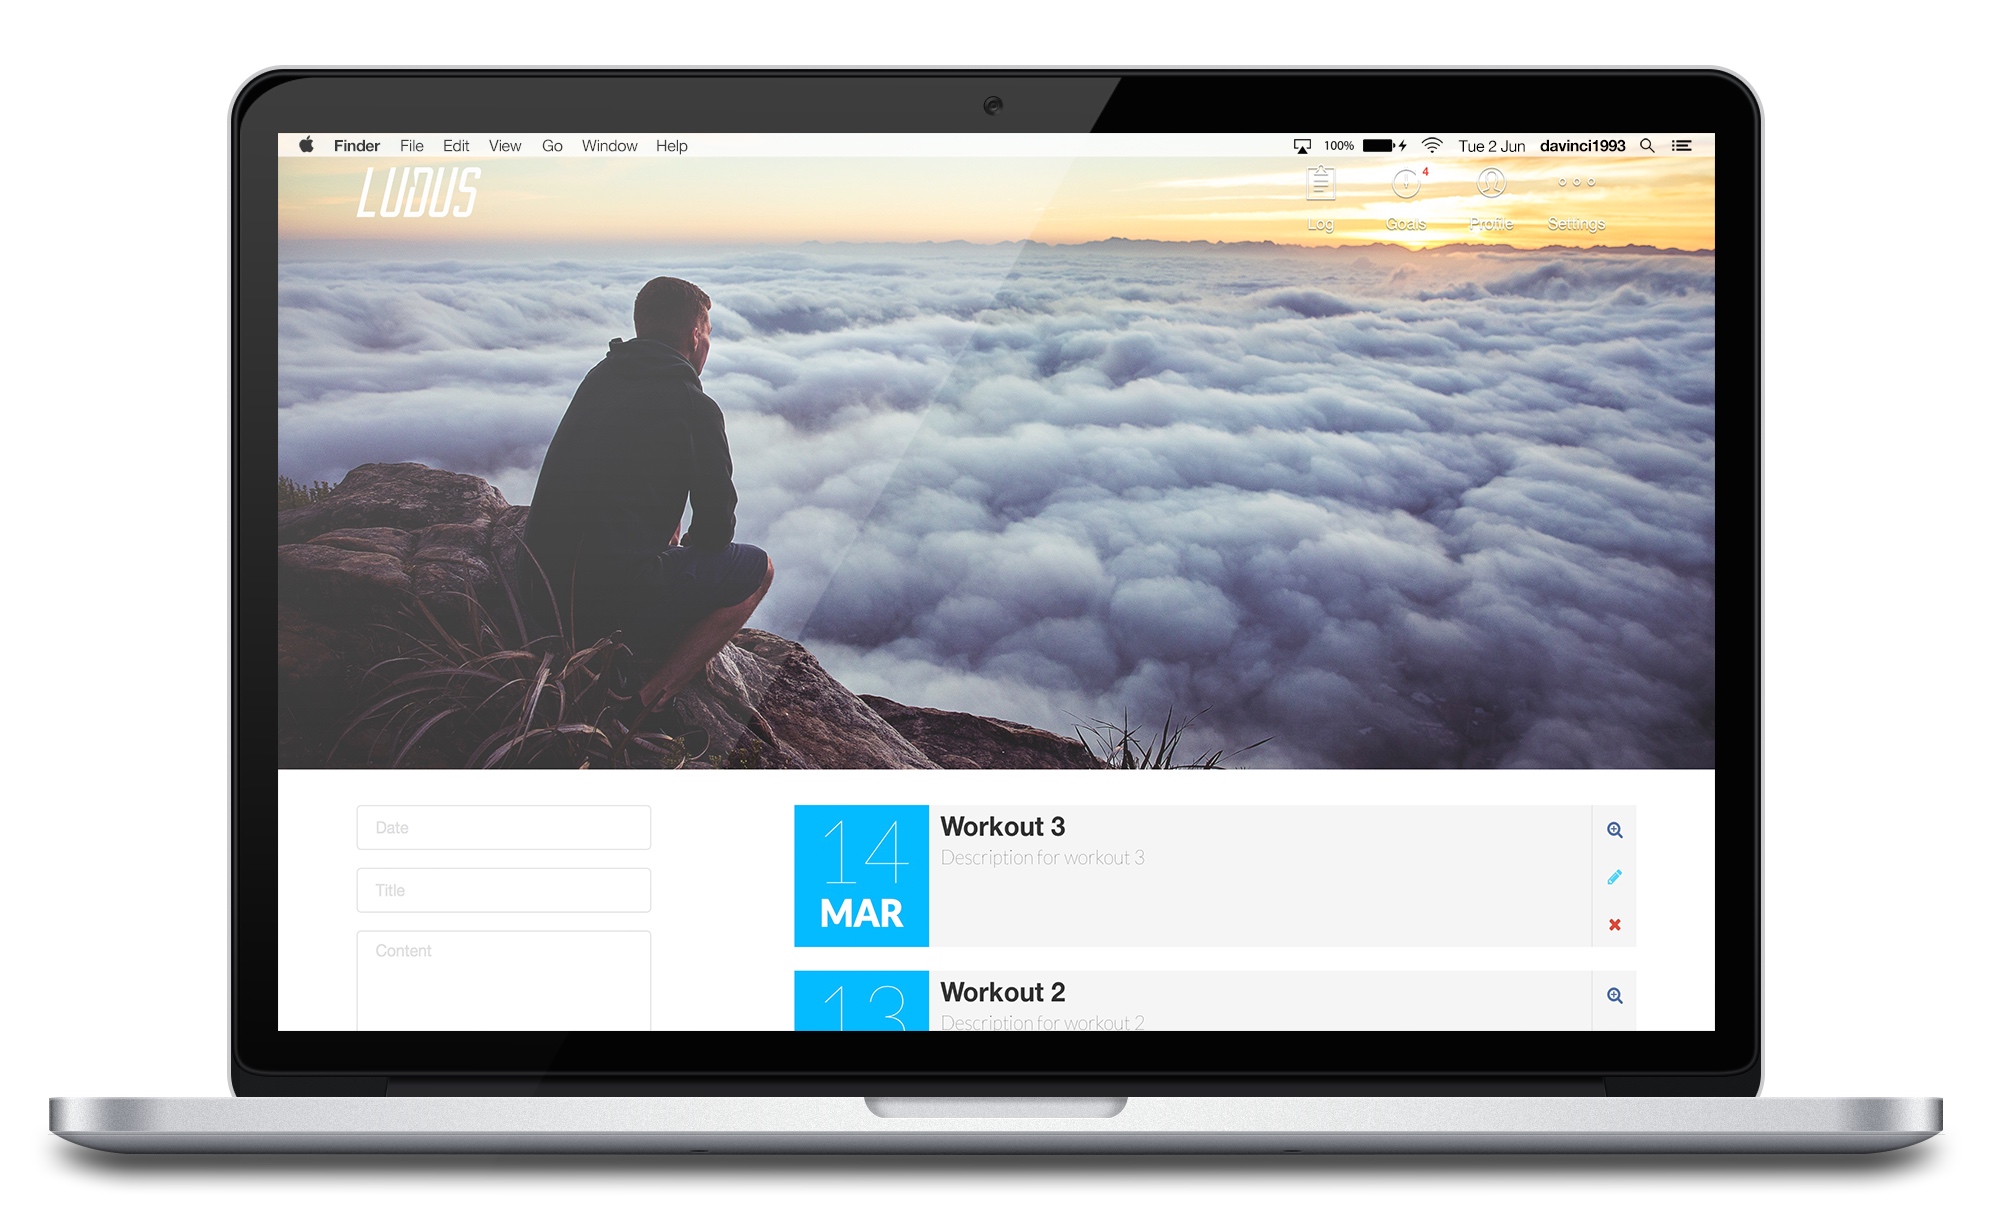 Finder File Edit View Go Window Help 100% Tue 2 Jun davinci1993
LUDUS
4
Log Goals Profile Settings
Date
Title
Content
14
MAR
Workout 3
Description for workout 3
13
Workout 2
Description for workout 2